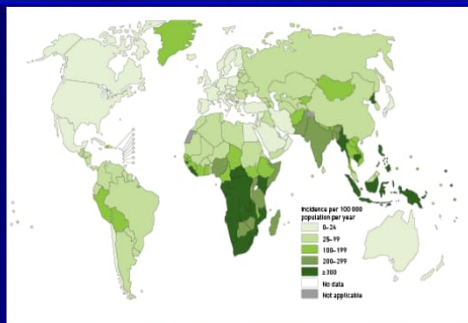 Incidence per 100 000
population per year
0–24
25–99
100–199
200–299
≥300
No data
Not applicable